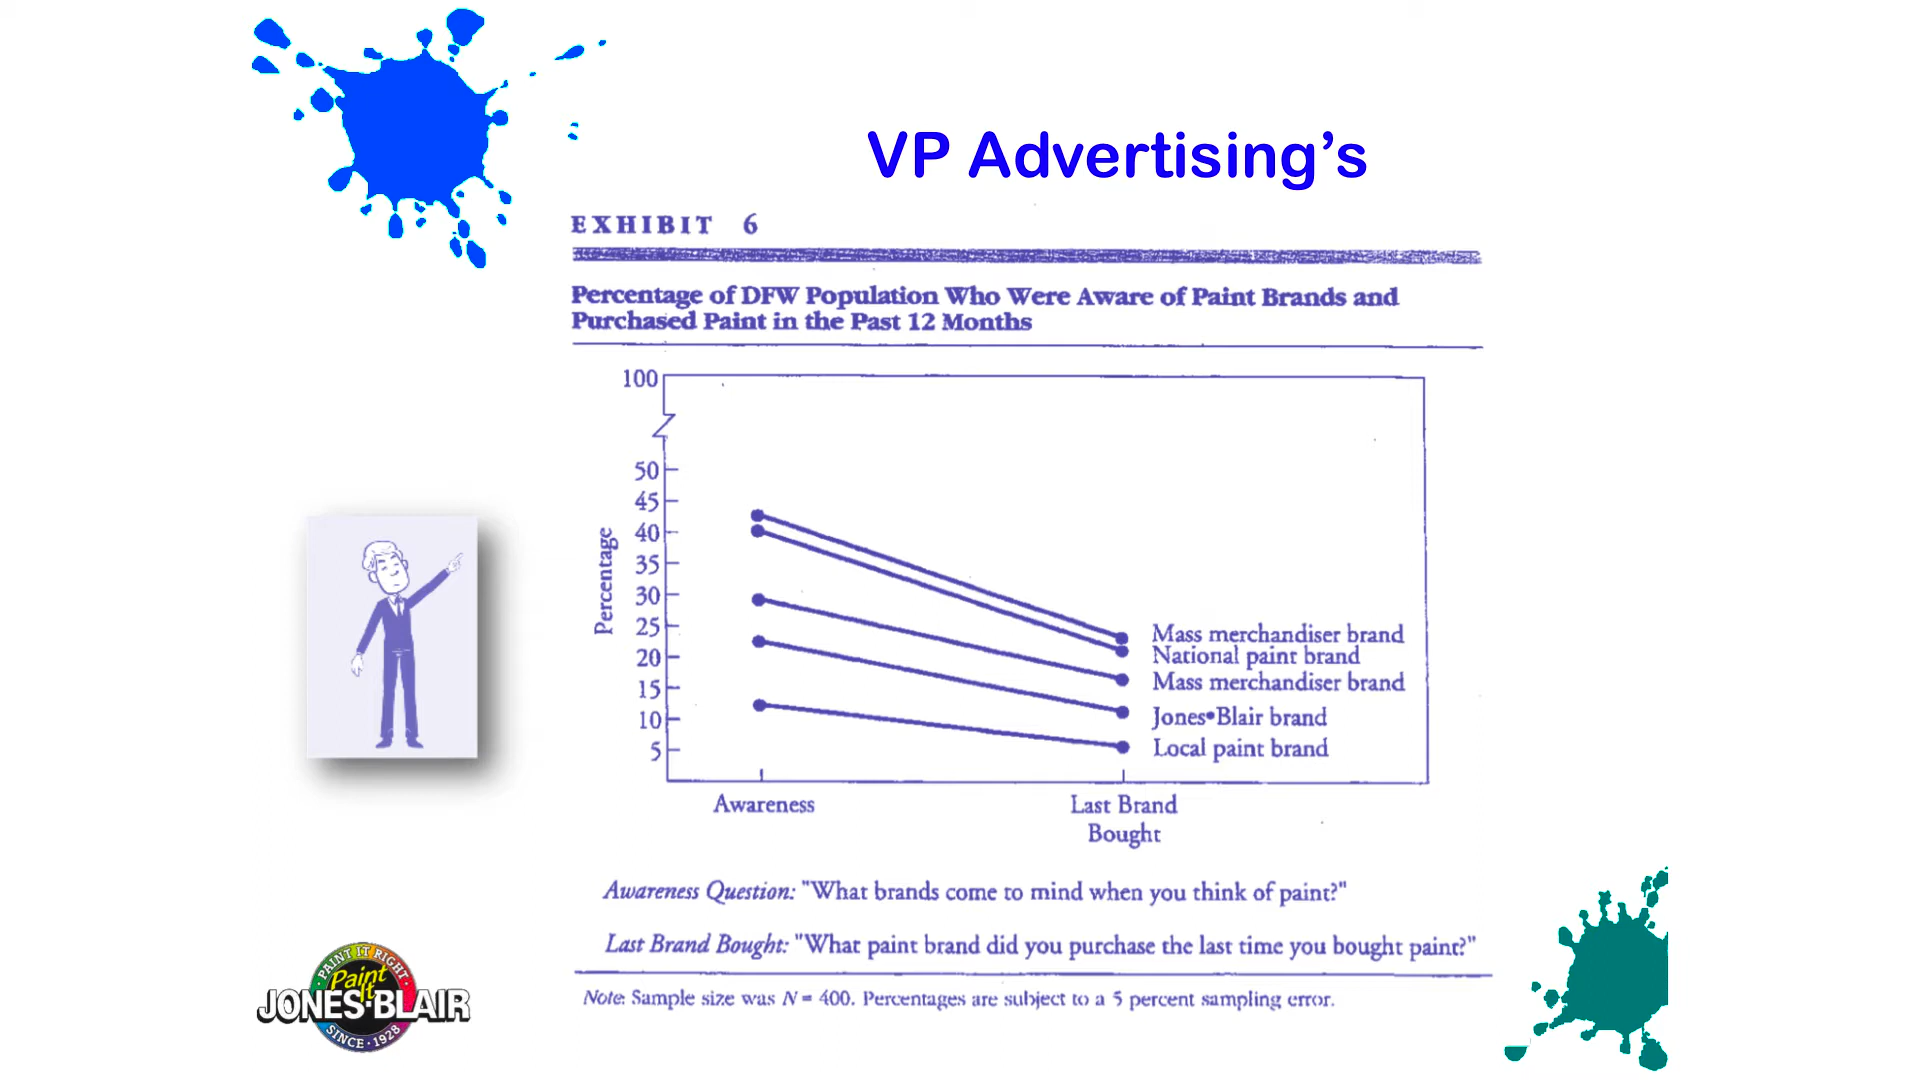 VP Advertising’s
EXHIBIT 6
Percentage of DFW Population Who Were Aware of Paint Brands and
Purchased Paint in the Past 12 Months
100
50
45
40
35
30
25
20
15
10
5
Percentage
Mass merchandiser brand
National paint brand
Mass merchandiser brand
Jones•Blair brand
Local paint brand
Awareness
Last Brand
Bought
Awareness Question: "What brands come to mind when you think of paint?"
Last Brand Bought: "What paint brand did you purchase the last time you bought paint?"
Note: Sample size was N = 400. Percentages are subject to a 5 percent sampling error.
PAINT IT RIGHT
Paint
It
JONES•BLAIR
SINCE • 1928